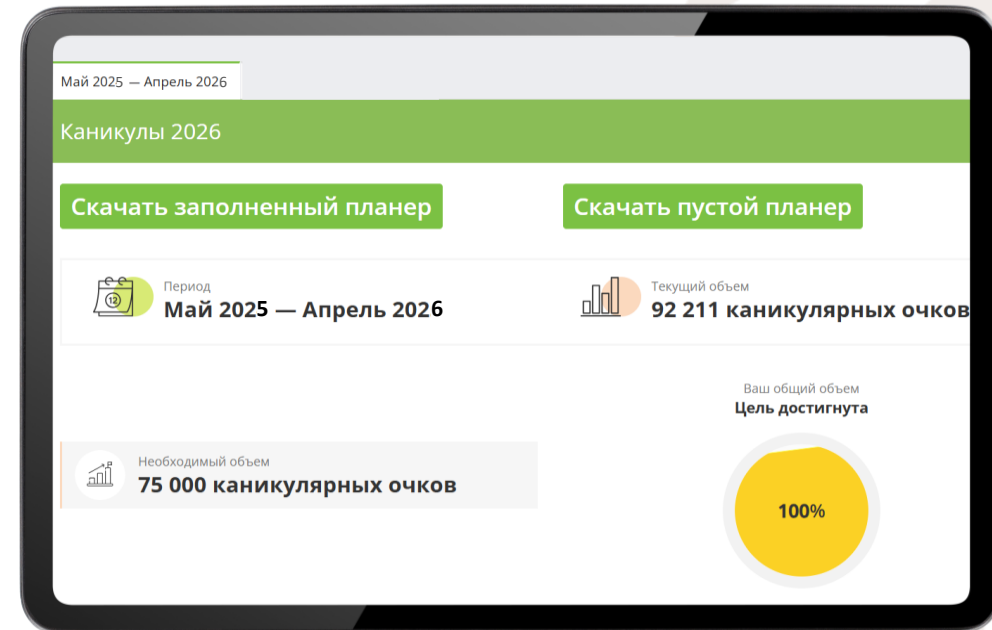 Май 2025 — Апрель 2026
Каникулы 2026
Скачать заполненный планер
Скачать пустой планер
12
Период
Май 2025 — Апрель 2026
Текущий объем
92 211 каникулярных очков
Ваш общий объем
Цель достигнута
Необходимый объем
75 000 каникулярных очков
100%